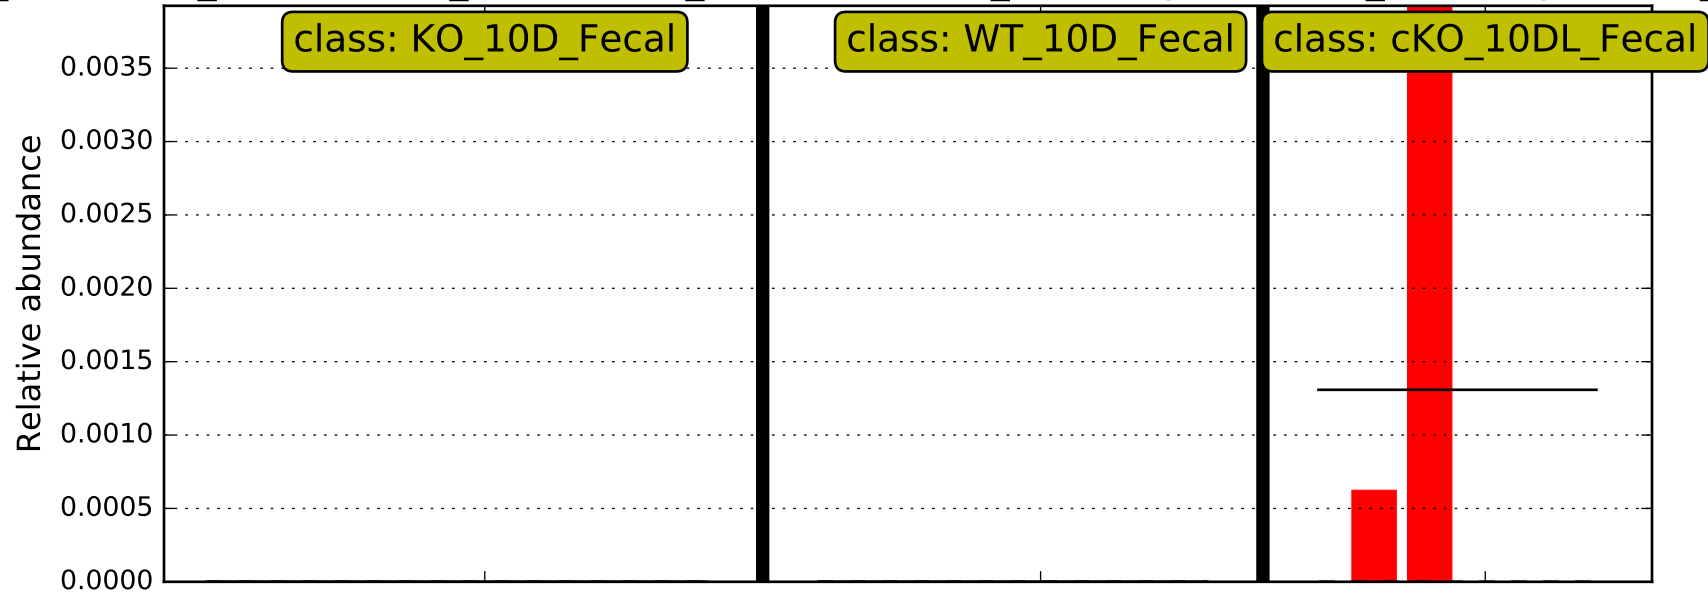 class: KO_10D_Fecal
class: WT_10D_Fecal
class: cKO_10DL_Fecal
Relative abundance
0.0035
0.0030
0.0025
0.0020
0.0015
0.0010
0.0005
0.0000